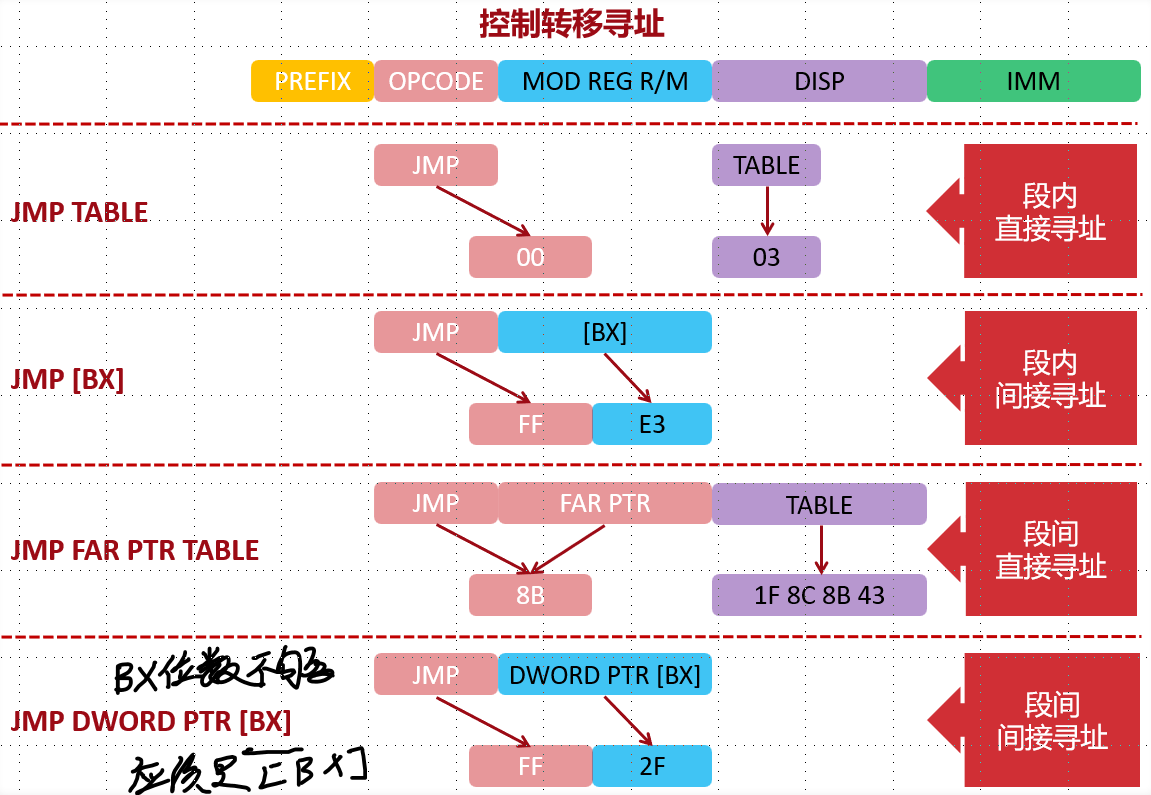 控制转移寻址
PREFIX OPCODE MOD REG R/M DISP IMM
JMP TABLE
JMP TABLE
00 03
段内
直接寻址
JMP [BX]
JMP [BX]
FF E3
段内
间接寻址
JMP FAR PTR TABLE
JMP FAR PTR TABLE
8B 1F 8C 8B 43
段间
直接寻址
BX位数不够
JMP DWORD PTR [BX]
JMP DWORD PTR [BX]
应该是[BX]
FF 2F
段间
间接寻址